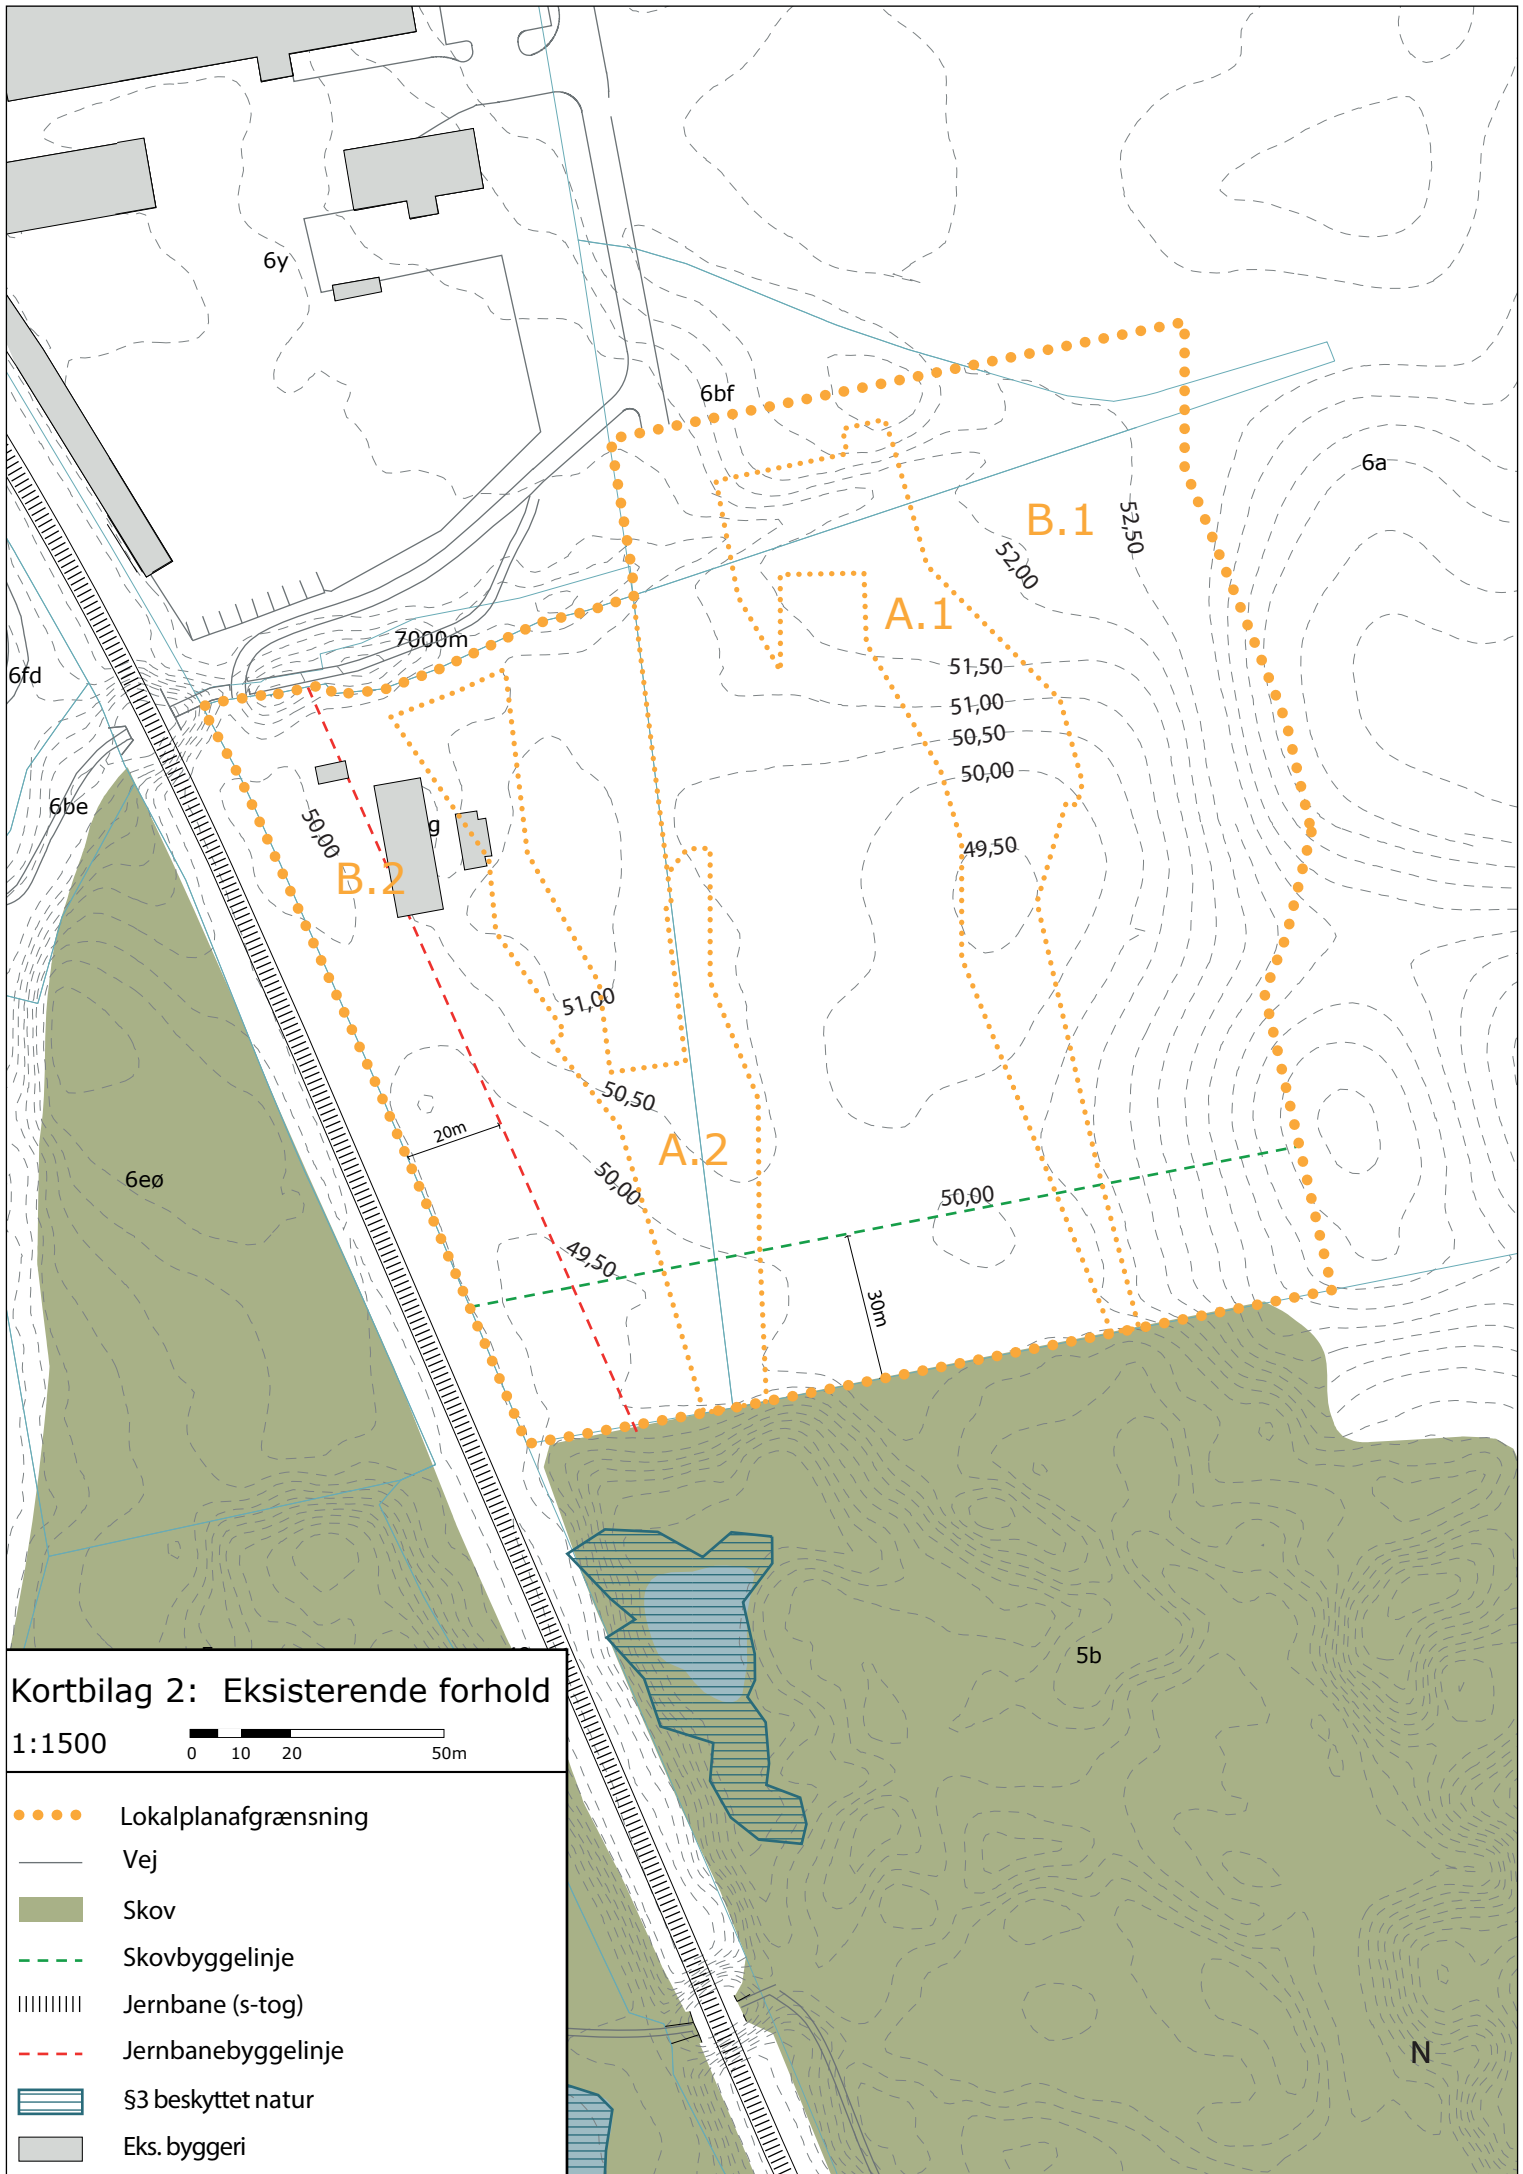 6y
6bf
6a
B.1
52,50
52,00
A.1
7000m
51,50
6fd
51,00
50,50
50,00
6be
50,00
g
49,50
B.2
51,00
50,50
20m
A.2
6eø
50,00
50,00
49,50
30m
5b
Kortbilag 2: Eksisterende forhold
1:1500
0 10 20 50m
Lokalplanafgrænsning
Vej
Skov
Skovbyggelinje
Jernbane (s-tog)
Jernbanebyggelinje
§3 beskyttet natur
Eks. byggeri
N